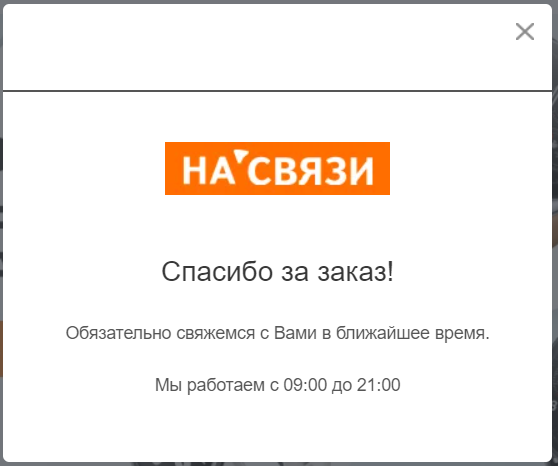 НА СВЯЗИ
Спасибо за заказ!
Обязательно свяжемся с Вами в ближайшее время.
Мы работаем с 09:00 до 21:00